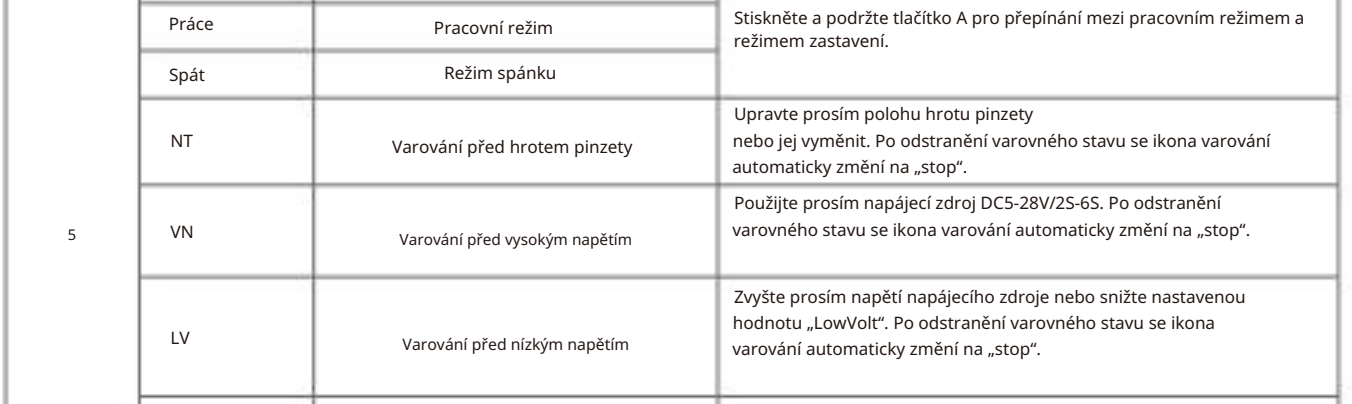 Práce
Pracovní režim
Stiskněte a podržte tlačítko A pro přepínání mezi pracovním režimem a
režimem zastavení.
Spát
Režim spánku
NT
Varování před hrotem pinzety
Upravte prosím polohu hrotu pinzety
nebo jej vyměnit. Po odstranění varovného stavu se ikona varování
automaticky změní na „stop“.
5
VN
Varování před vysokým napětím
Použijte prosím napájecí zdroj DC5-28V/2S-6S. Po odstranění
varovného stavu se ikona varování automaticky změní na „stop“.
LV
Varování před nízkým napětím
Zvyšte prosím napětí napájecího zdroje nebo snižte nastavenou
hodnotu „LowVolt“. Po odstranění varovného stavu se ikona
varování automaticky změní na „stop“.